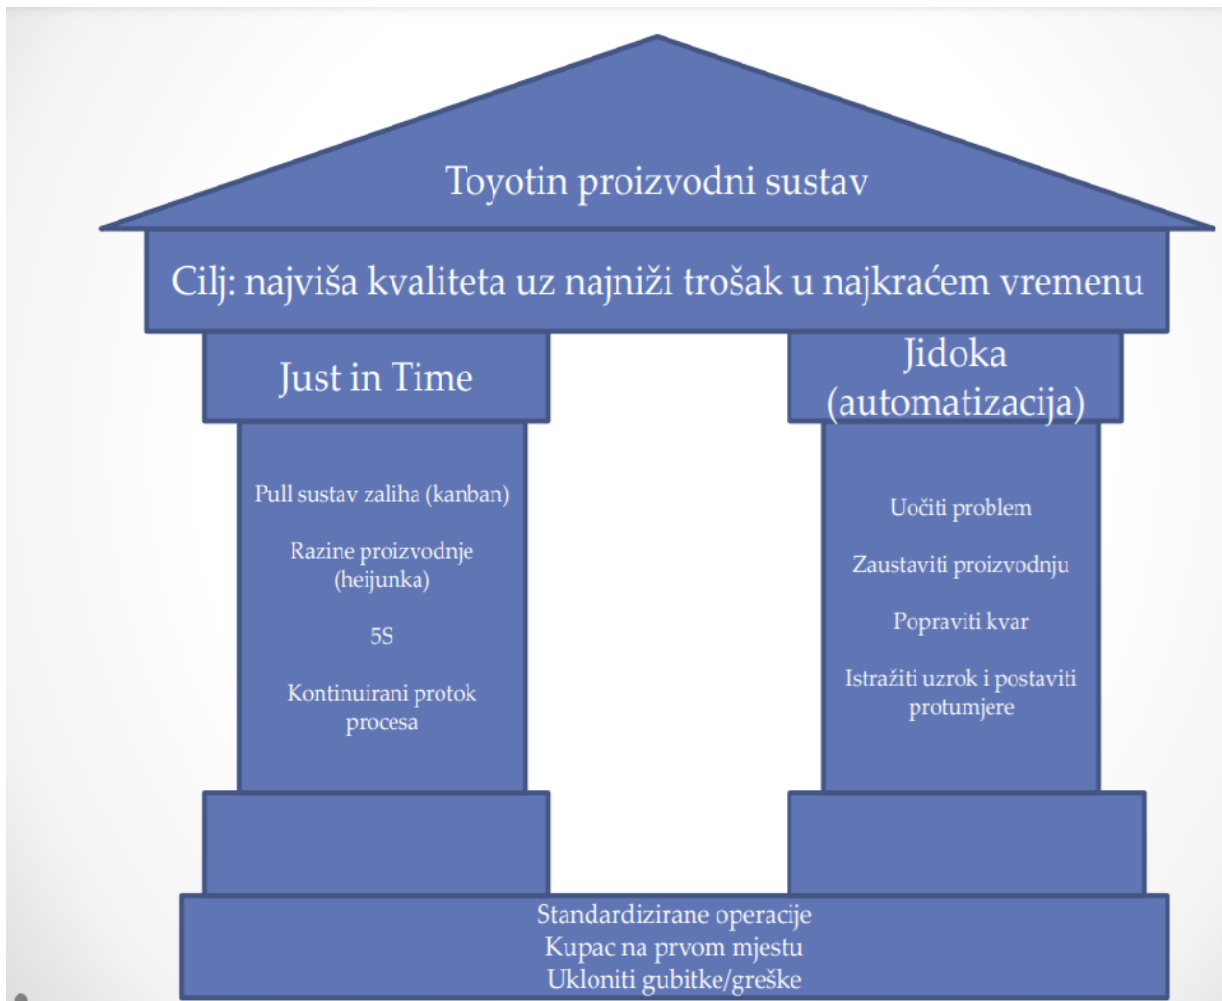 Toyotin proizvodni sustav
Cilj: najviša kvaliteta uz najniži trošak u najkraćem vremenu
Just in Time
Pull sustav zaliha (kanban)
Razine proizvodnje
(heijunka)
5S
Kontinuirani protok
procesa
Jidoka
(automatizacija)
Uočiti problem
Zaustaviti proizvodnju
Popraviti kvar
Istražiti uzrok i postaviti
protumjere
Standardizirane operacije
Kupac na prvom mjestu
Ukloniti gubitke/greške